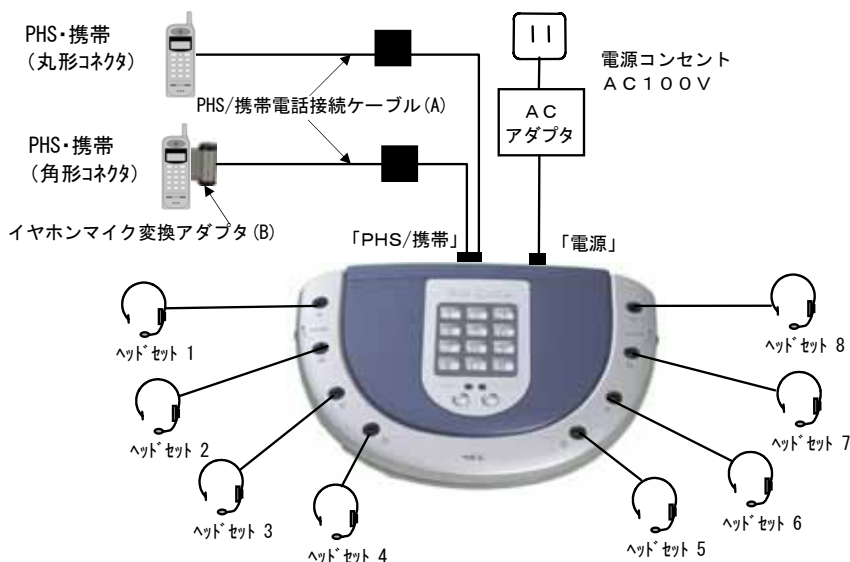 PHS・携帯
（丸形コネクタ）
PHS/携帯電話接続ケーブル(A)
PHS・携帯
（角形コネクタ）
イヤホンマイク変換アダプタ(B)
電源コンセント
ＡＣ１００Ｖ
ＡＣ
アダプタ
「PHS/携帯」
「電源」
ﾍｯﾄﾞｾｯﾄ 1
ﾍｯﾄﾞｾｯﾄ 2
ﾍｯﾄﾞｾｯﾄ 3
ﾍｯﾄﾞｾｯﾄ 4
ﾍｯﾄﾞｾｯﾄ 5
ﾍｯﾄﾞｾｯﾄ 6
ﾍｯﾄﾞｾｯﾄ 7
ﾍｯﾄﾞｾｯﾄ 8